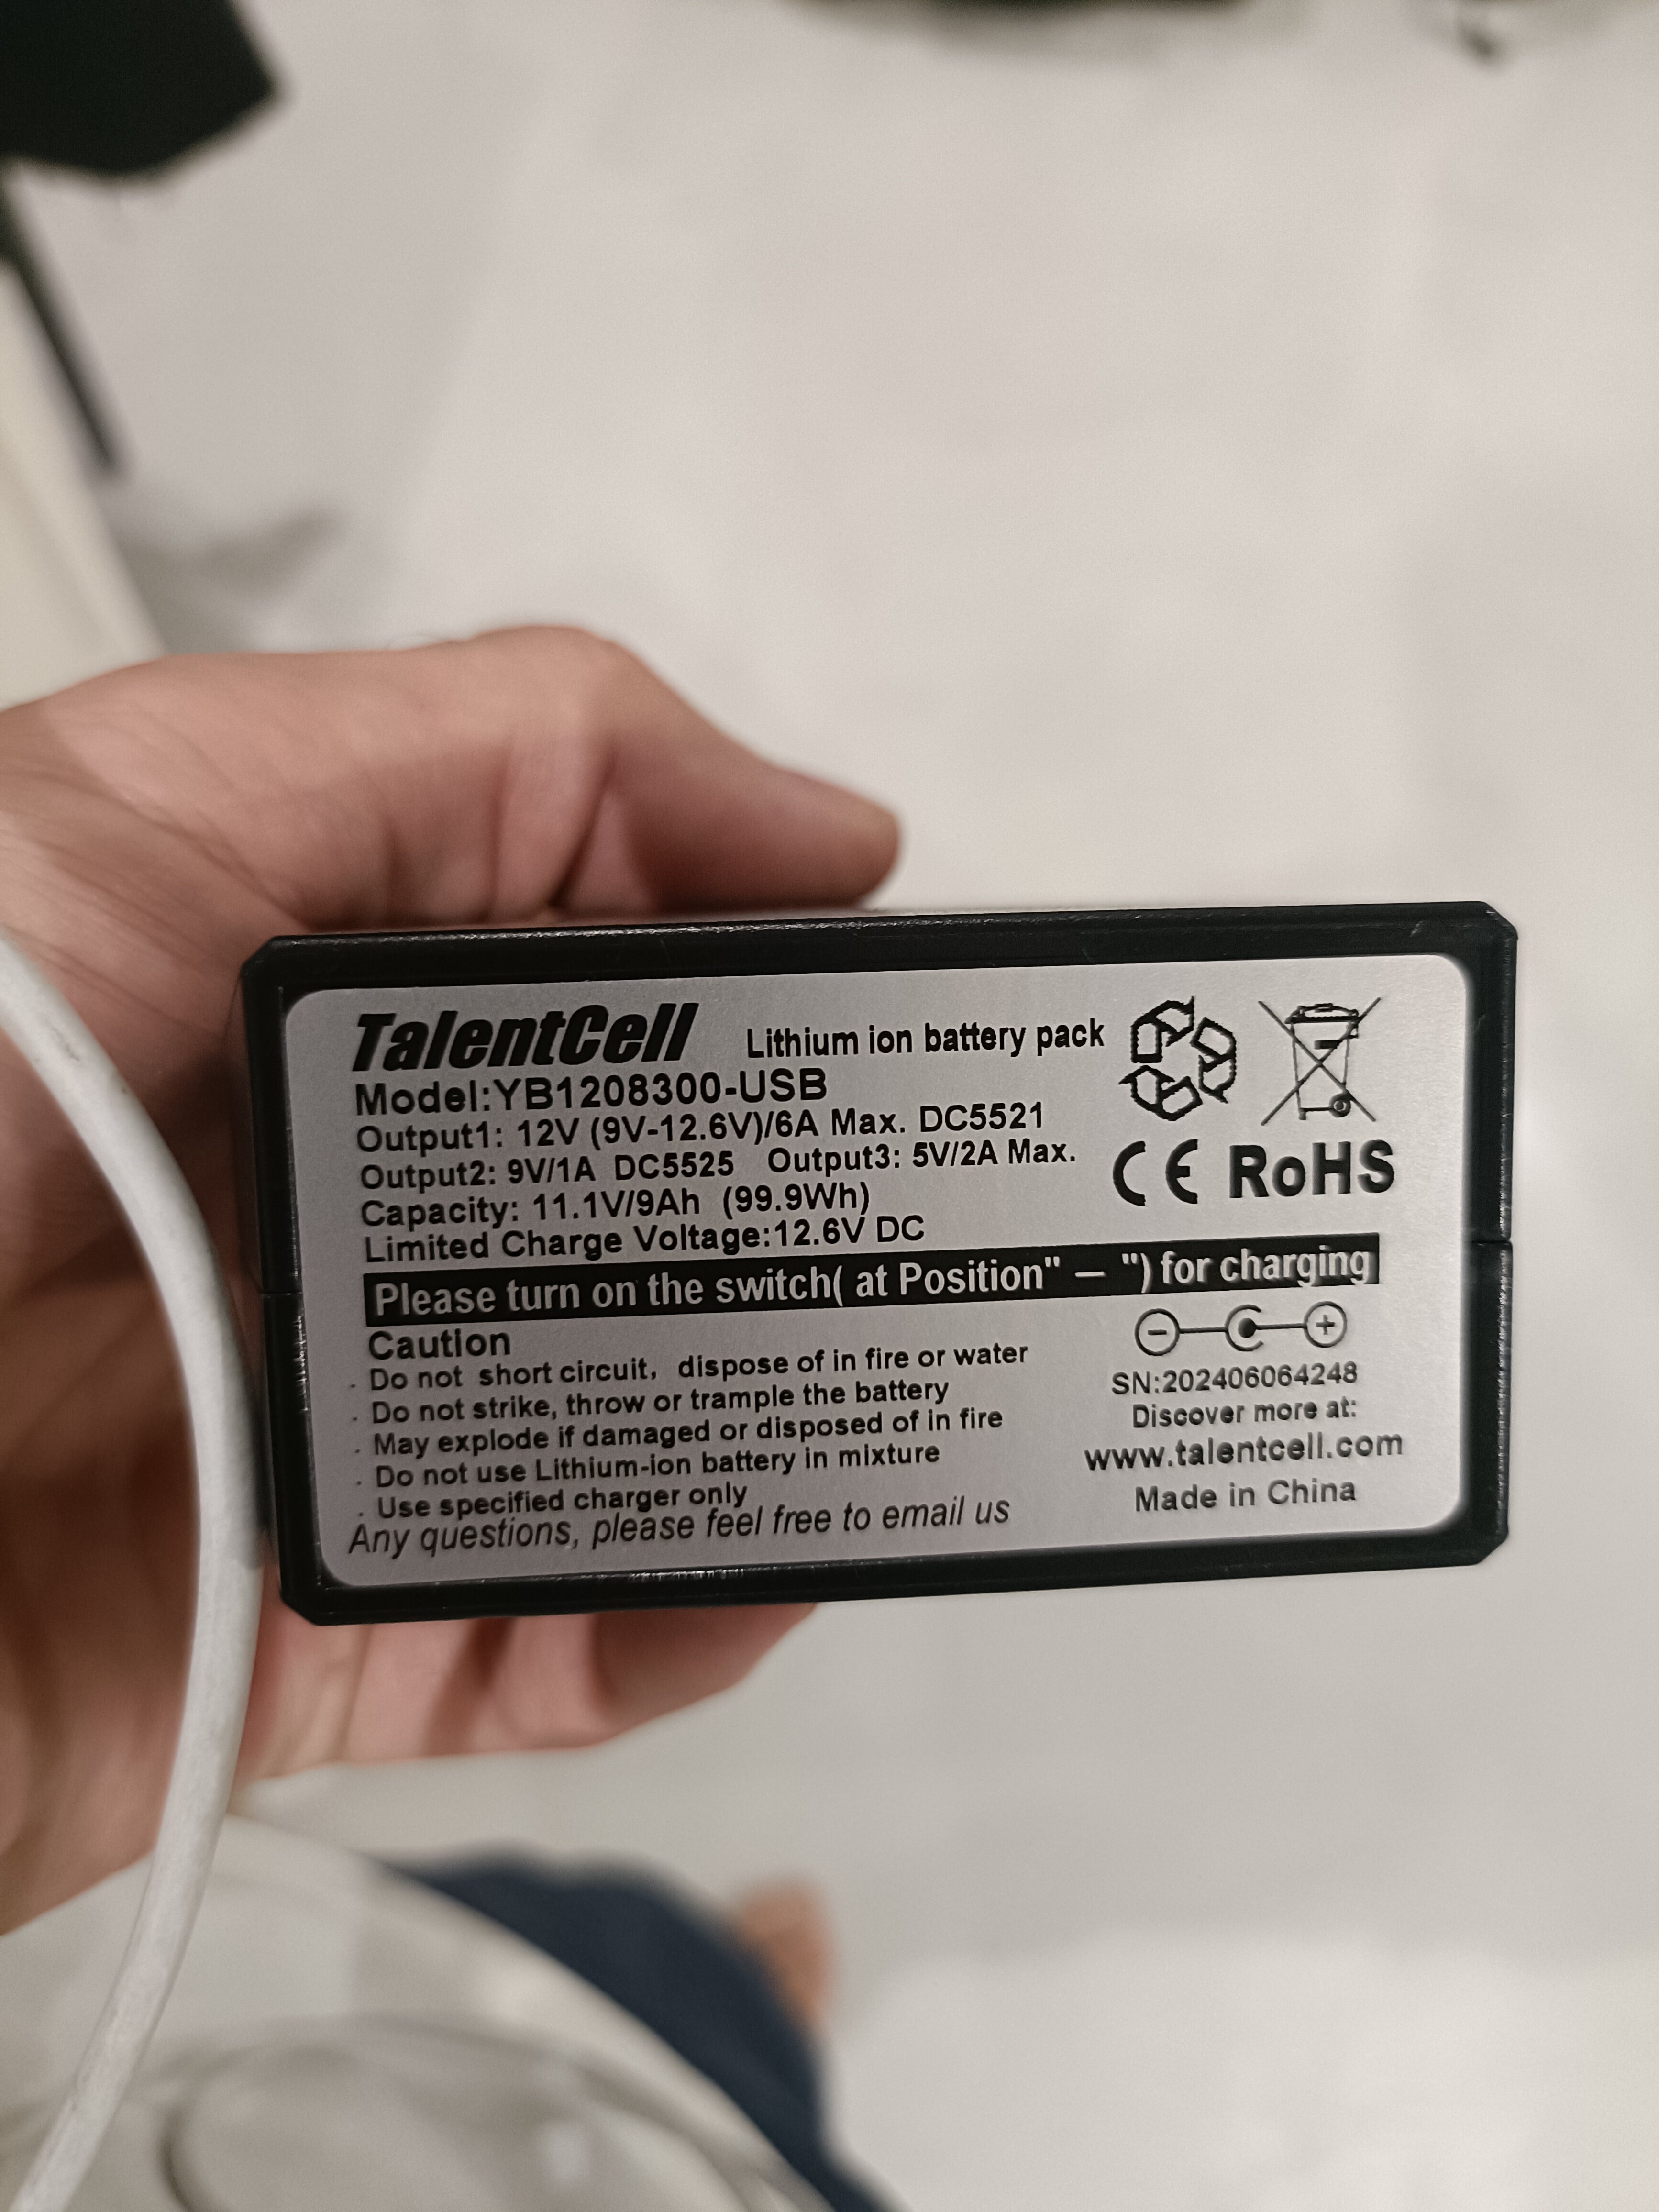 TalentCell Lithium ion battery pack
Model:YB1208300-USB
Output1: 12V (9V-12.6V)/6A Max. DC5521
Output2: 9V/1A DC5525 Output3: 5V/2A Max.
Capacity: 11.1V/9Ah (99.9Wh)
Limited Charge Voltage:12.6V DC
CE RoHS
Please turn on the switch( at Position" — ") for charging
Caution
. Do not short circuit, dispose of in fire or water
. Do not strike, throw or trample the battery
. May explode if damaged or disposed of in fire
. Do not use Lithium-ion battery in mixture
. Use specified charger only
Any questions, please feel free to email us
SN:202406064248
Discover more at:
www.talentcell.com
Made in China